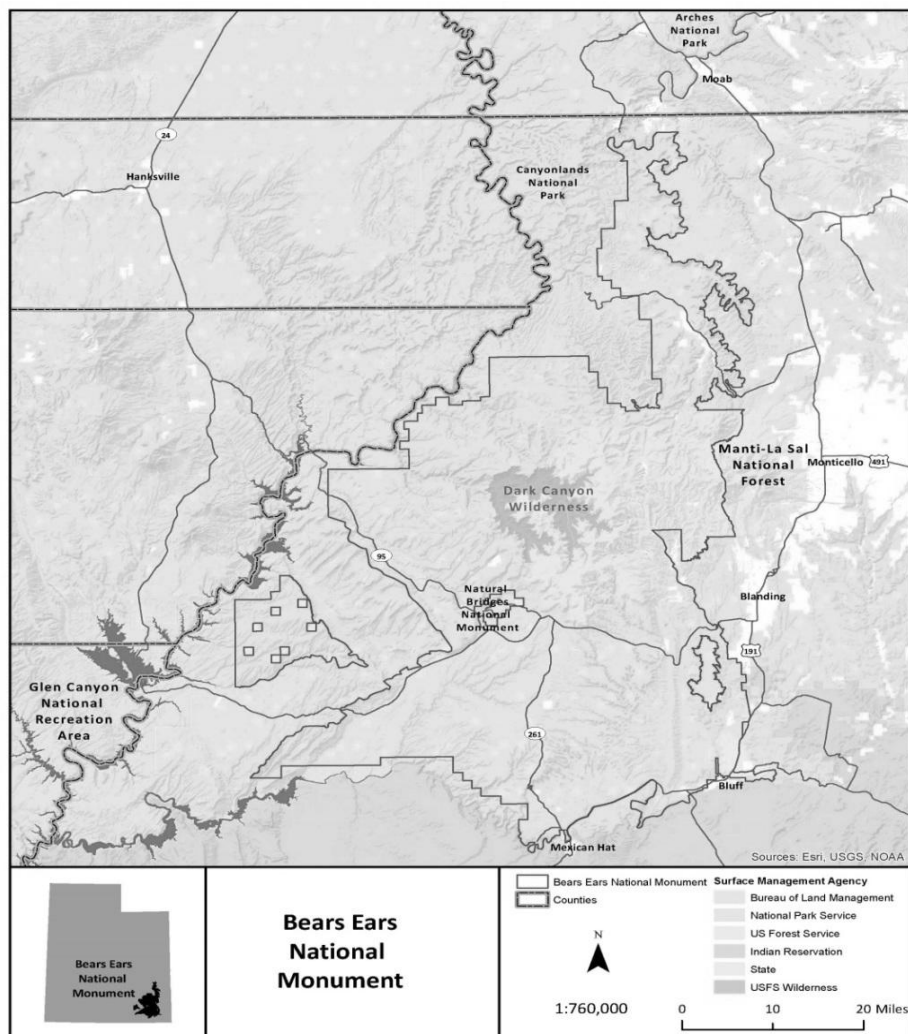 Arches
National
Park
Moab
24
Hanksville
Canyonlands
National
Park
Manti-La Sal
National
Forest
Monticello
491
Dark Canyon
Wilderness
95
Natural
Bridges
National
Monument
Blanding
191
Glen Canyon
National
Recreation
Area
261
Bluff
Mexican Hat
Sources: Esri, USGS, NOAA
Bears Ears
National
Monument
Bears Ears
National
Monument
Bears Ears National Monument
Counties
N
1:760,000
Surface Management Agency
Bureau of Land Management
National Park Service
US Forest Service
Indian Reservation
State
USFS Wilderness
0 10 20 Miles